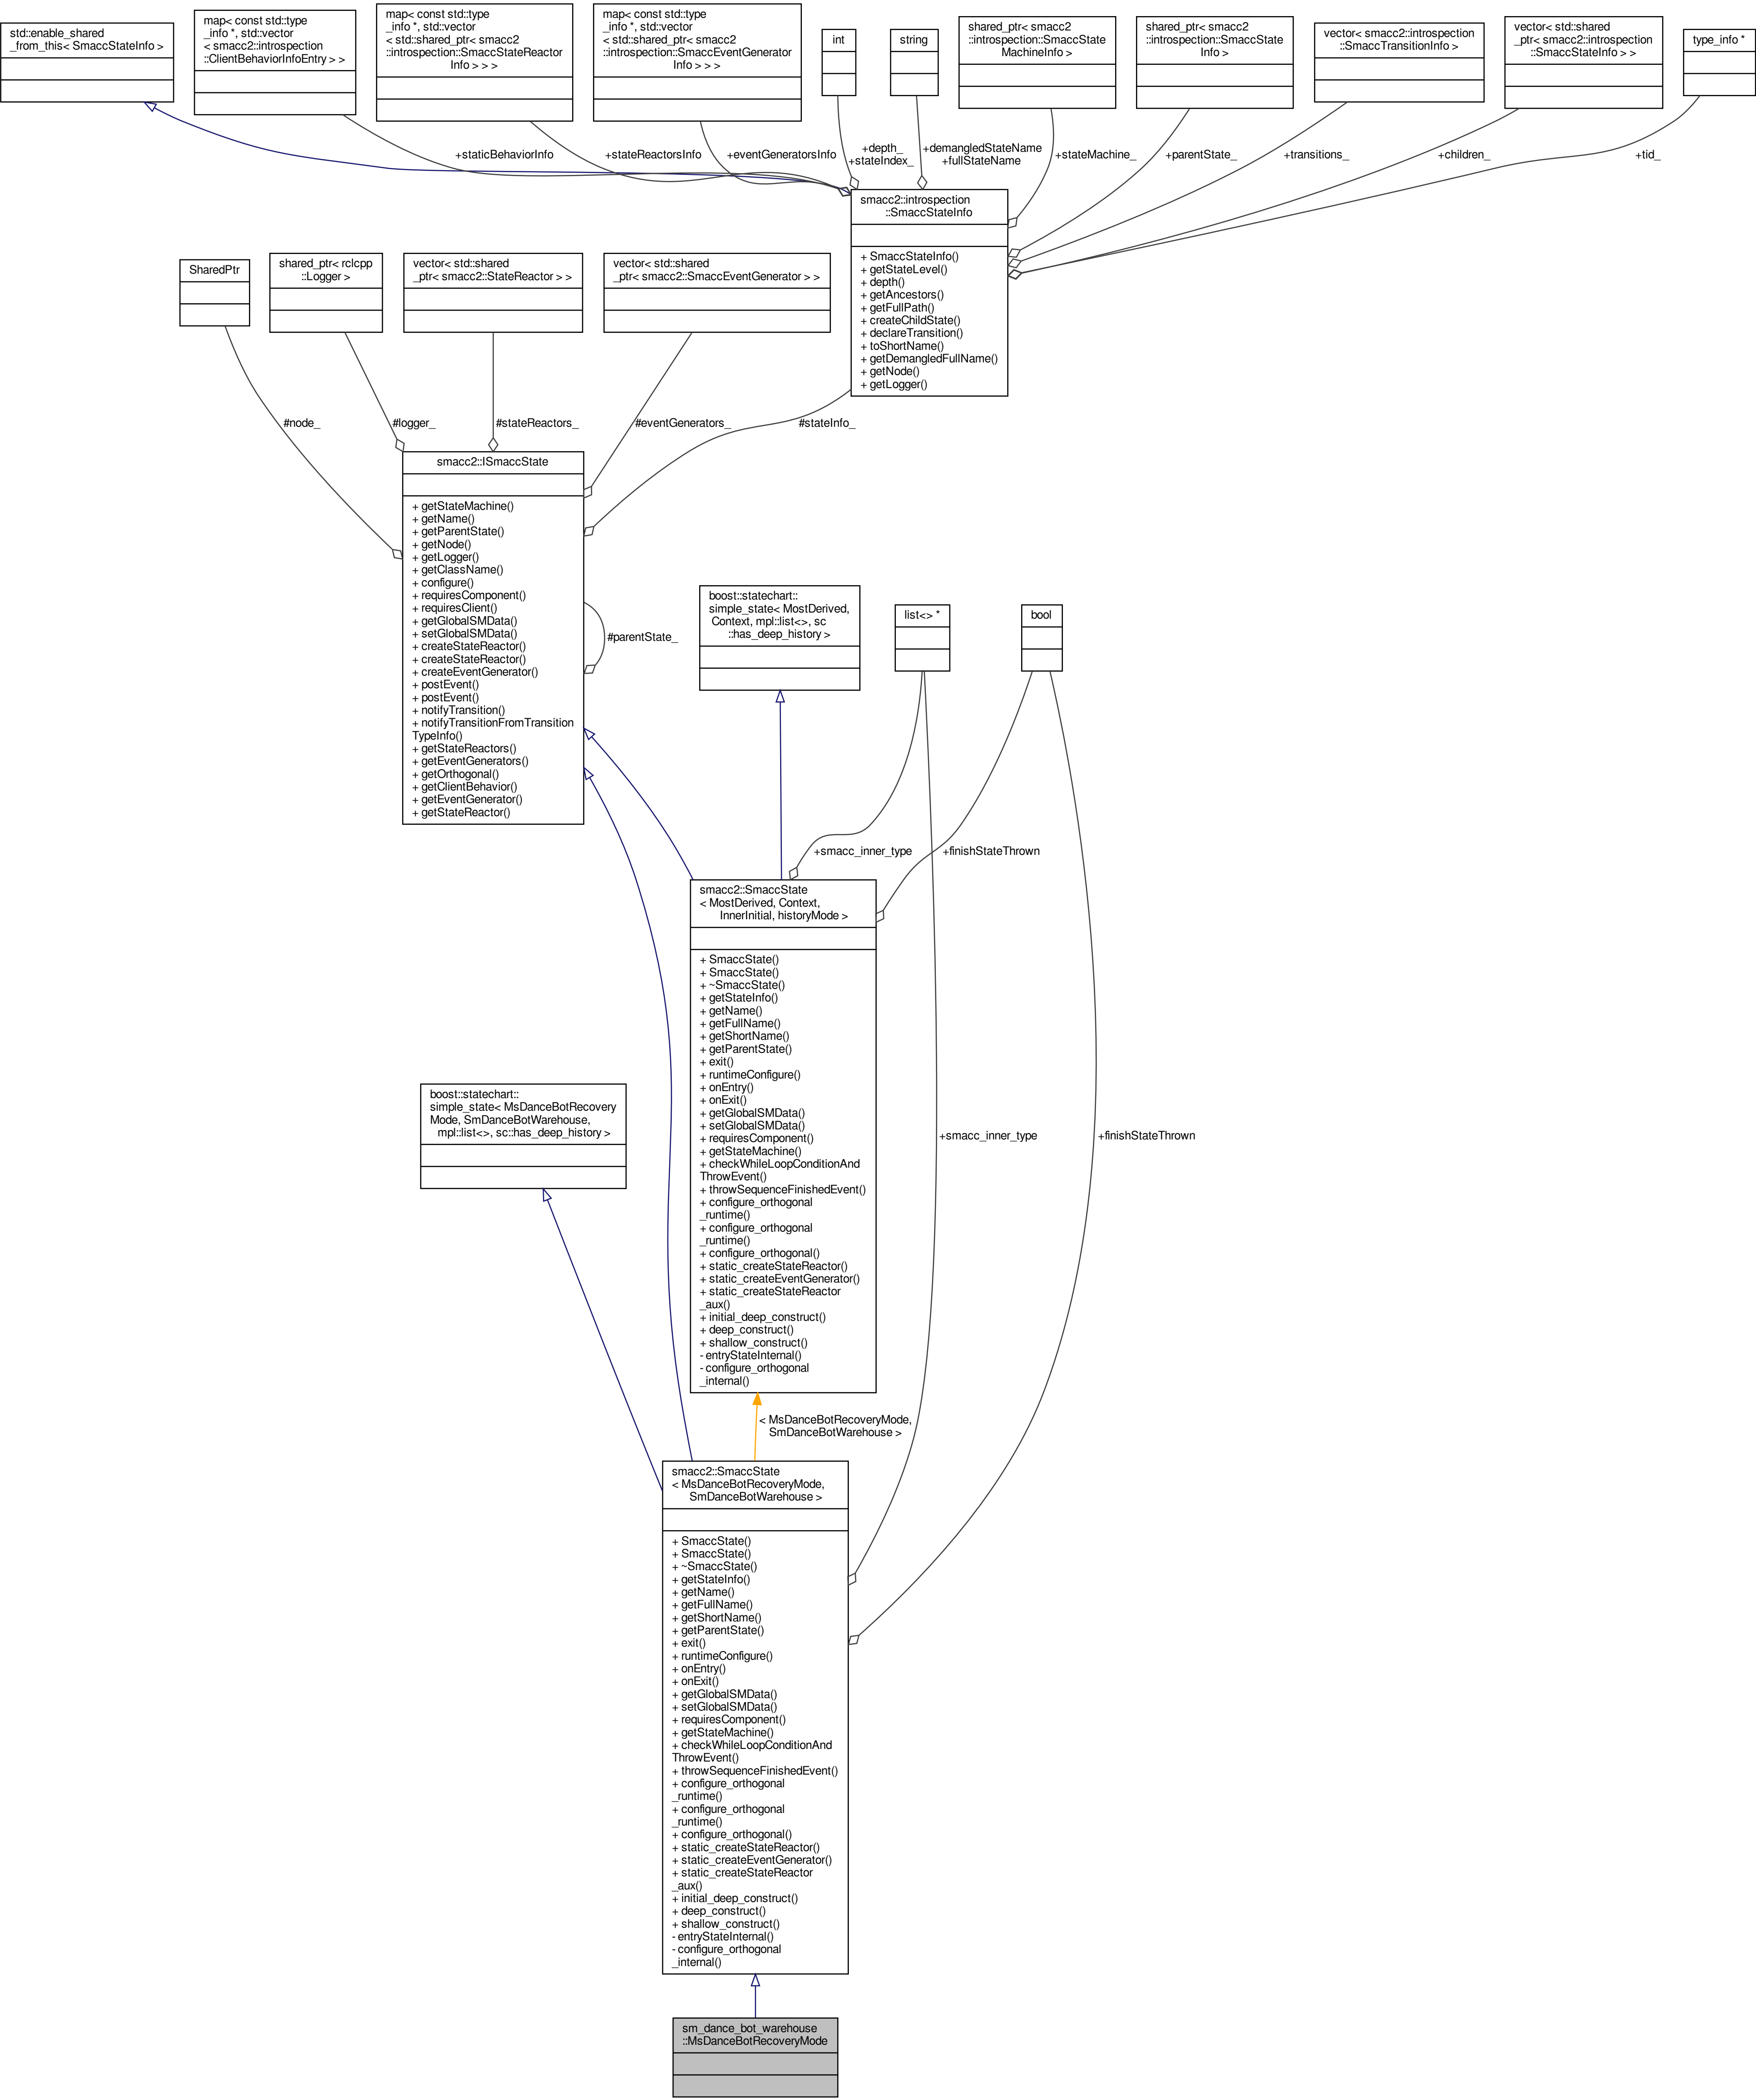 std::enable_shared
_from_this< SmaccStateInfo >
map< const std::type
_info *, std::vector
< smacc2::introspection
::ClientBehaviorInfoEntry > >
map< const std::type
_info *, std::vector
< std::shared_ptr< smacc2
::introspection::SmaccStateReactor
Info > > >
map< const std::type
_info *, std::vector
< std::shared_ptr< smacc2
::introspection::SmaccEventGenerator
Info > > >
int
string
shared_ptr< smacc2
::introspection::SmaccState
MachineInfo >
shared_ptr< smacc2
::introspection::SmaccState
Info >
vector< smacc2::introspection
::SmaccTransitionInfo >
vector< std::shared
_ptr< smacc2::introspection
::SmaccStateInfo > >
type_info *
+staticBehaviorInfo
+stateReactorsInfo
+eventGeneratorsInfo
+depth_
+stateIndex_
+demangledStateName
+fullStateName
+stateMachine_
+parentState_
+transitions_
+children_
+tid_
smacc2::introspection
::SmaccStateInfo
+ SmaccStateInfo()
+ getStateLevel()
+ depth()
+ getAncestors()
+ getFullPath()
+ createChildState()
+ declareTransition()
+ toShortName()
+ getDemangledFullName()
+ getNode()
+ getLogger()
SharedPtr
shared_ptr< rclcpp
::Logger >
vector< std::shared
_ptr< smacc2::StateReactor > >
vector< std::shared
_ptr< smacc2::SmaccEventGenerator > >
#node_
#logger_
#stateReactors_
#eventGenerators_
#stateInfo_
smacc2::ISmaccState
+ getStateMachine()
+ getName()
+ getParentState()
+ getNode()
+ getLogger()
+ getClassName()
+ configure()
+ requiresComponent()
+ requiresClient()
+ getGlobalSMData()
+ setGlobalSMData()
+ createStateReactor()
+ createStateReactor()
+ createEventGenerator()
+ postEvent()
+ postEvent()
+ notifyTransition()
+ notifyTransitionFromTransition
TypeInfo()
+ getStateReactors()
+ getEventGenerators()
+ getOrthogonal()
+ getClientBehavior()
+ getEventGenerator()
+ getStateReactor()
#parentState_
boost::statechart::
simple_state< MostDerived,
Context, mpl::list<>, sc
::has_deep_history >
list<> *
bool
+smacc_inner_type
+finishStateThrown
smacc2::SmaccState
< MostDerived, Context,
InnerInitial, historyMode >
+ SmaccState()
+ SmaccState()
+ ~SmaccState()
+ getStateInfo()
+ getName()
+ getFullName()
+ getShortName()
+ getParentState()
+ exit()
+ runtimeConfigure()
+ onEntry()
+ onExit()
+ getGlobalSMData()
+ setGlobalSMData()
+ requiresComponent()
+ getStateMachine()
+ checkWhileLoopConditionAnd
ThrowEvent()
+ throwSequenceFinishedEvent()
+ configure_orthogonal
_runtime()
+ configure_orthogonal
_runtime()
+ configure_orthogonal()
+ static_createStateReactor()
+ static_createEventGenerator()
+ static_createStateReactor
_aux()
+ initial_deep_construct()
+ deep_construct()
+ shallow_construct()
- entryStateInternal()
- configure_orthogonal
_internal()
boost::statechart::
simple_state< MsDanceBotRecovery
Mode, SmDanceBotWarehouse,
mpl::list<>, sc::has_deep_history >
+smacc_inner_type
+finishStateThrown
< MsDanceBotRecoveryMode,
SmDanceBotWarehouse >
smacc2::SmaccState
< MsDanceBotRecoveryMode,
SmDanceBotWarehouse >
+ SmaccState()
+ SmaccState()
+ ~SmaccState()
+ getStateInfo()
+ getName()
+ getFullName()
+ getShortName()
+ getParentState()
+ exit()
+ runtimeConfigure()
+ onEntry()
+ onExit()
+ getGlobalSMData()
+ setGlobalSMData()
+ requiresComponent()
+ getStateMachine()
+ checkWhileLoopConditionAnd
ThrowEvent()
+ throwSequenceFinishedEvent()
+ configure_orthogonal
_runtime()
+ configure_orthogonal
_runtime()
+ configure_orthogonal()
+ static_createStateReactor()
+ static_createEventGenerator()
+ static_createStateReactor
_aux()
+ initial_deep_construct()
+ deep_construct()
+ shallow_construct()
- entryStateInternal()
- configure_orthogonal
_internal()
sm_dance_bot_warehouse
::MsDanceBotRecoveryMode